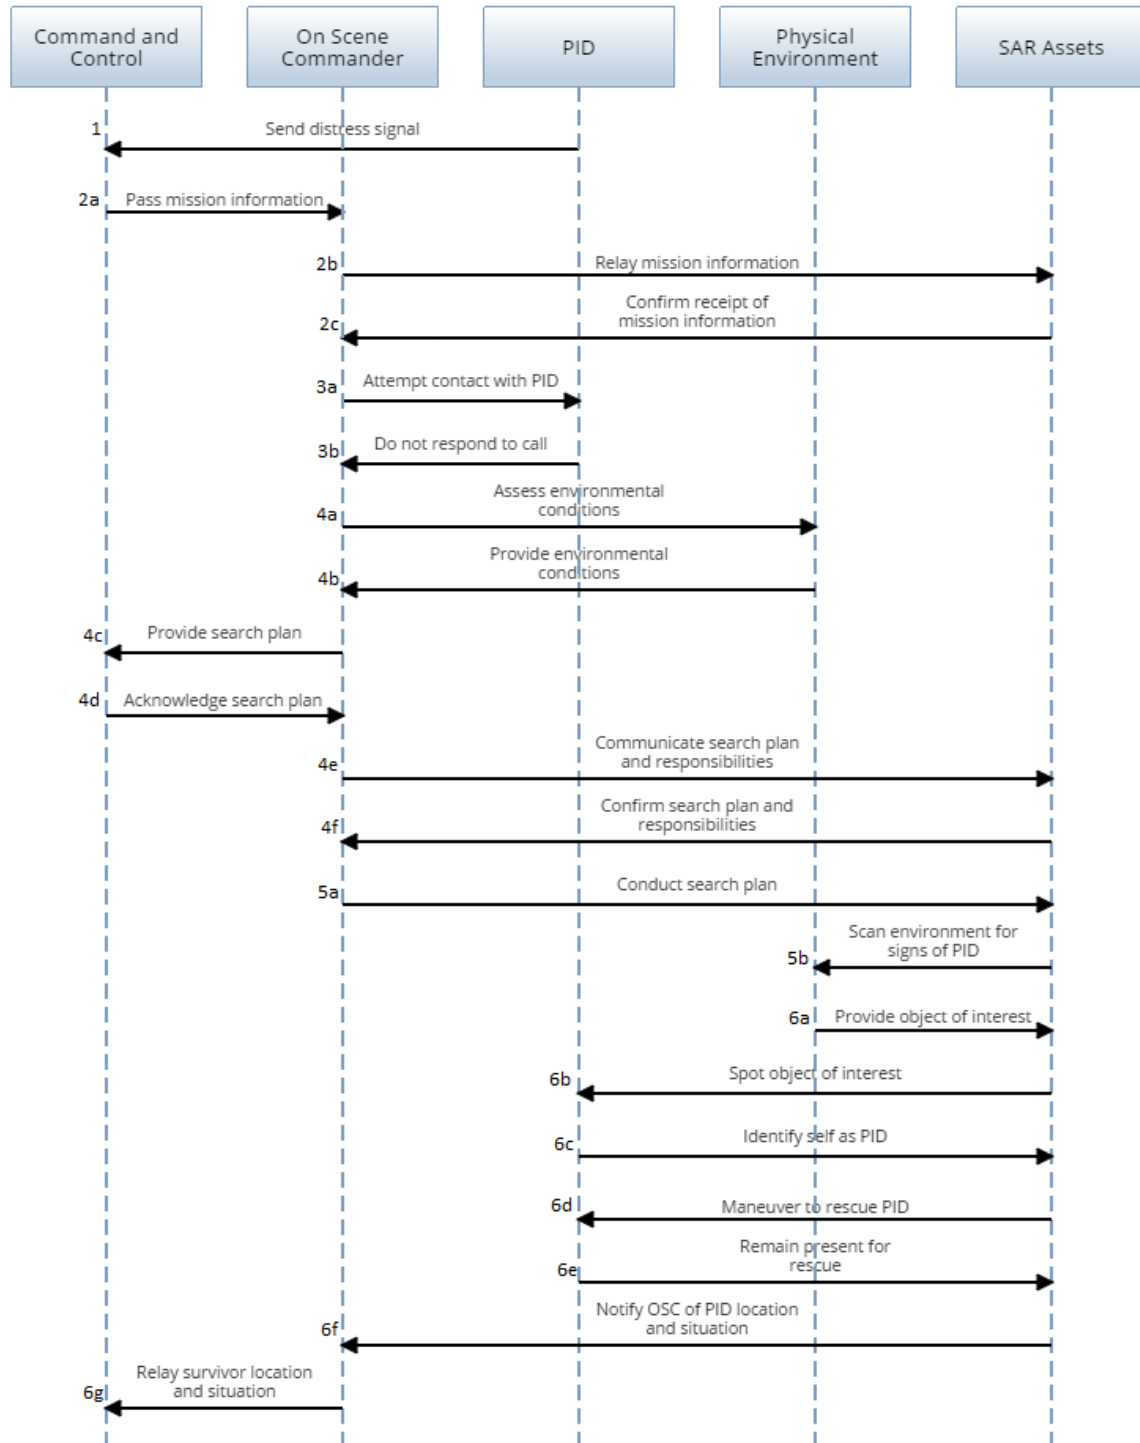 Command and
Control
On Scene
Commander
PID
Physical
Environment
SAR Assets
1
Send distress signal
2a
Pass mission information
2b
Relay mission information
Confirm receipt of
mission information
2c
Attempt contact with PID
3a
Do not respond to call
3b
Assess environmental
conditions
4a
Provide environmental
conditions
4b
Provide search plan
4c
Acknowledge search plan
4d
Communicate search plan
and responsibilities
4e
Confirm search plan and
responsibilities
4f
Conduct search plan
5a
Scan environment for
signs of PID
5b
Provide object of interest
6a
Spot object of interest
6b
Identify self as PID
6c
Maneuver to rescue PID
6d
Remain present for
rescue
6e
Notify OSC of PID location
and situation
6f
Relay survivor location
and situation
6g